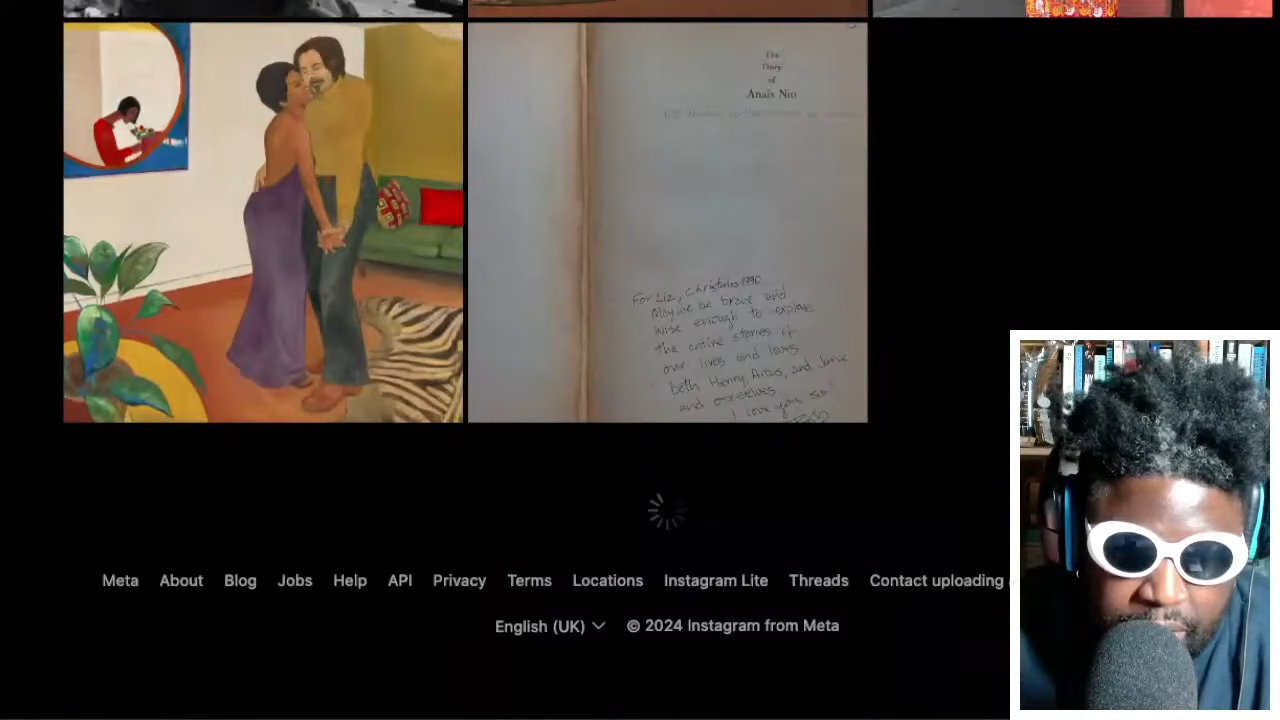 The
Diary
of
Anaïs Nin
For Liz, Christmas 1990
May we be brave and
wise enough to explore
the entire stories of
our lives and loves
both Henry, and
and ourselves
I love you so
Meta About Blog Jobs Help API Privacy Terms Locations Instagram Lite Threads Contact uploading
English (UK) © 2024 Instagram from Meta